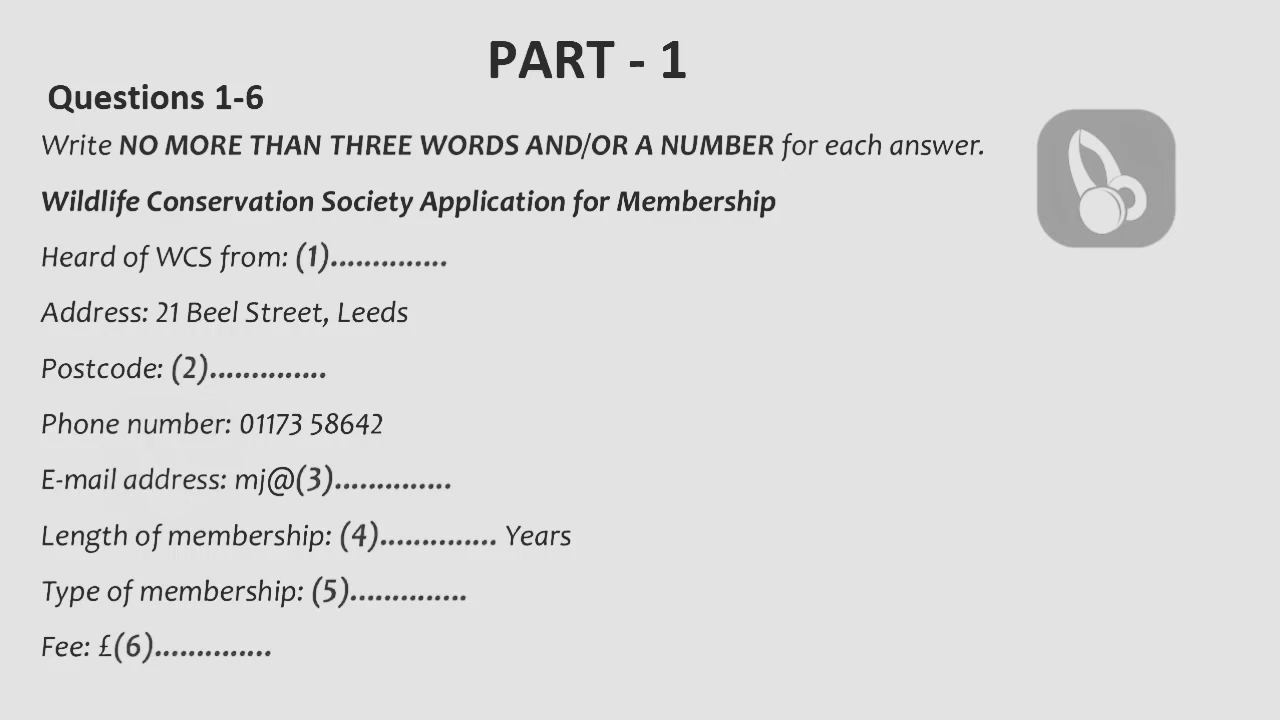 PART - 1
Questions 1-6
Write NO MORE THAN THREE WORDS AND/OR A NUMBER for each answer.
Wildlife Conservation Society Application for Membership
Heard of WCS from: (1)..............
Address: 21 Beel Street, Leeds
Postcode: (2)..............
Phone number: 01173 58642
E-mail address: mj@(3)..............
Length of membership: (4).............. Years
Type of membership: (5)..............
Fee: £(6)..............